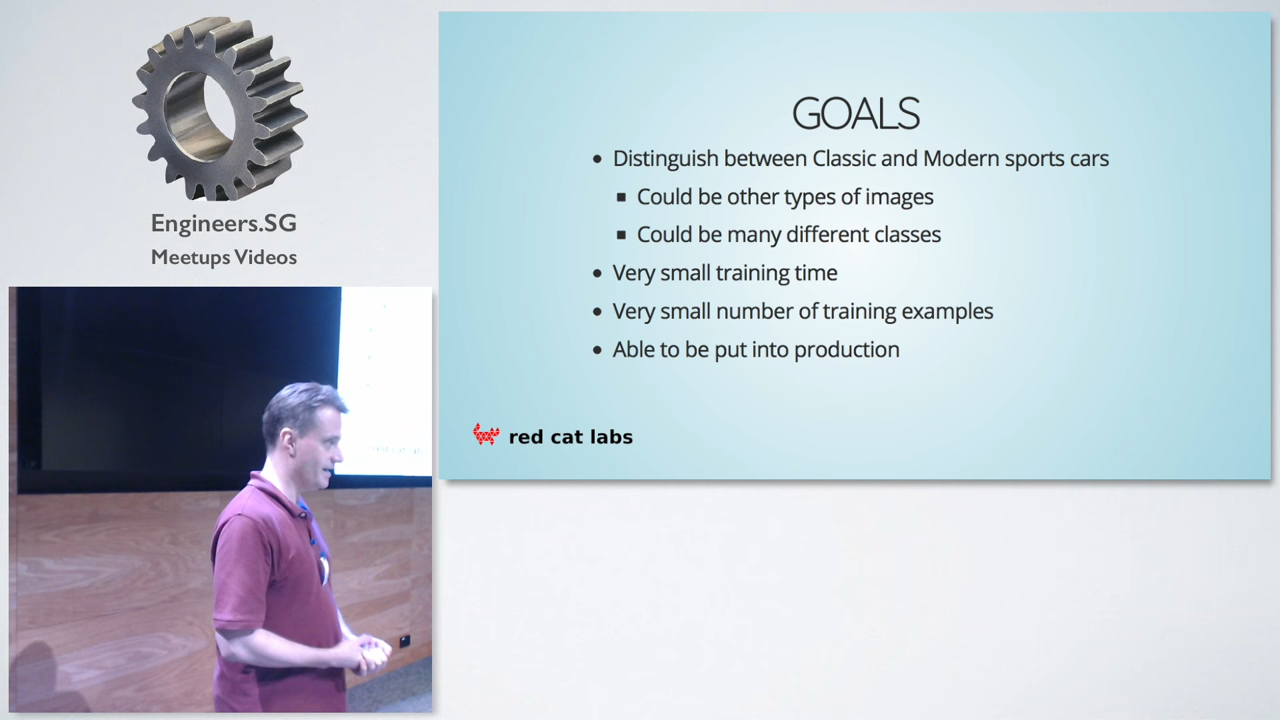 Engineers.SG
Meetups Videos
GOALS
Distinguish between Classic and Modern sports cars
Could be other types of images
Could be many different classes
Very small training time
Very small number of training examples
Able to be put into production
red cat labs